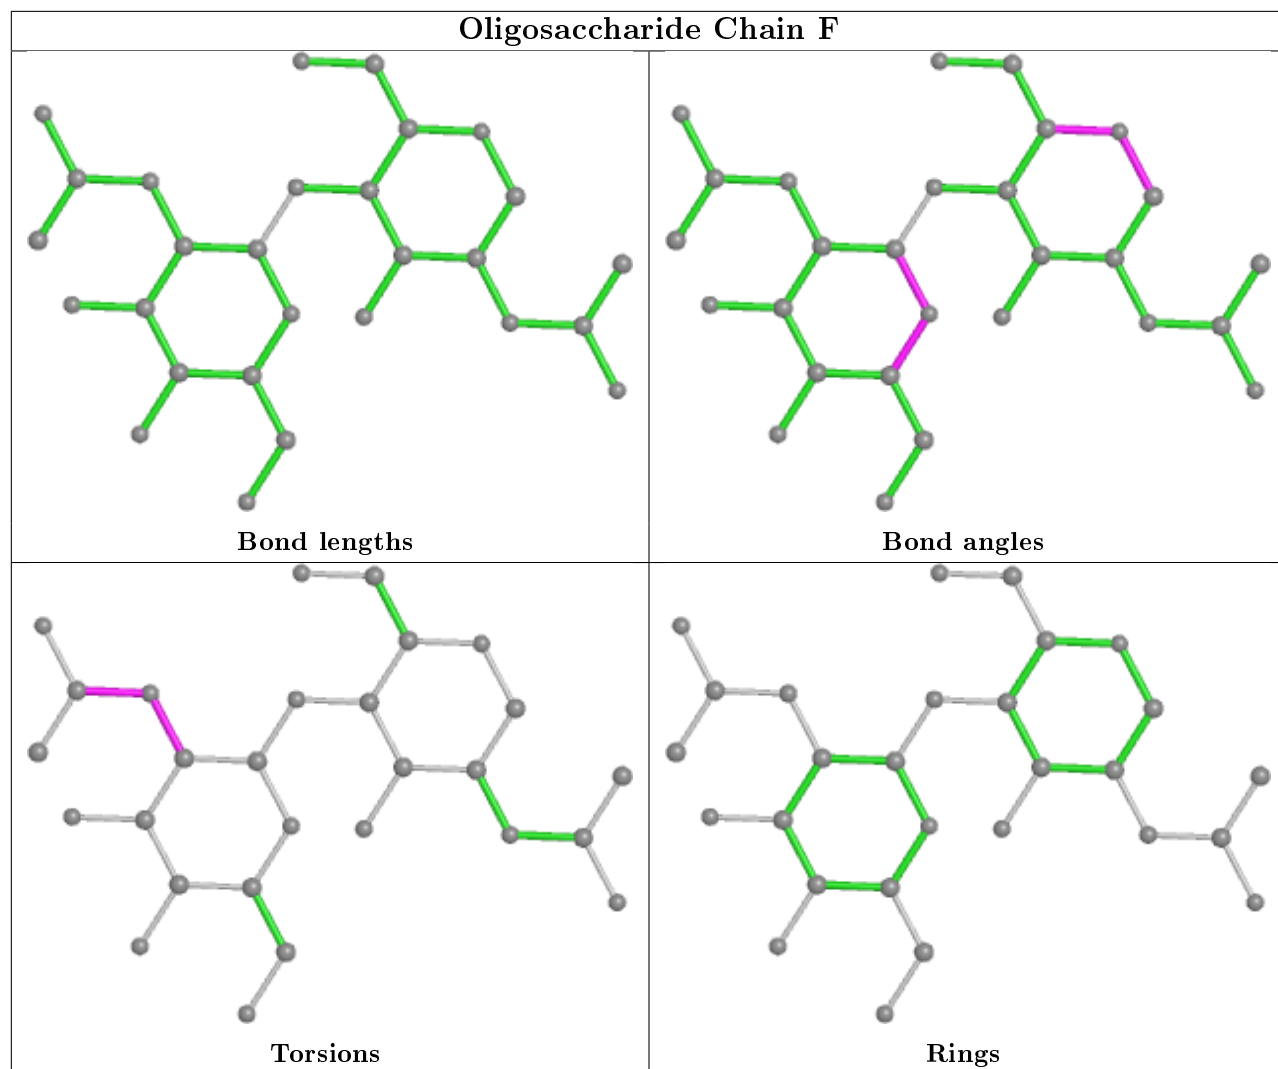 Oligosaccharide Chain F
Bond lengths
Bond angles
Torsions
Rings